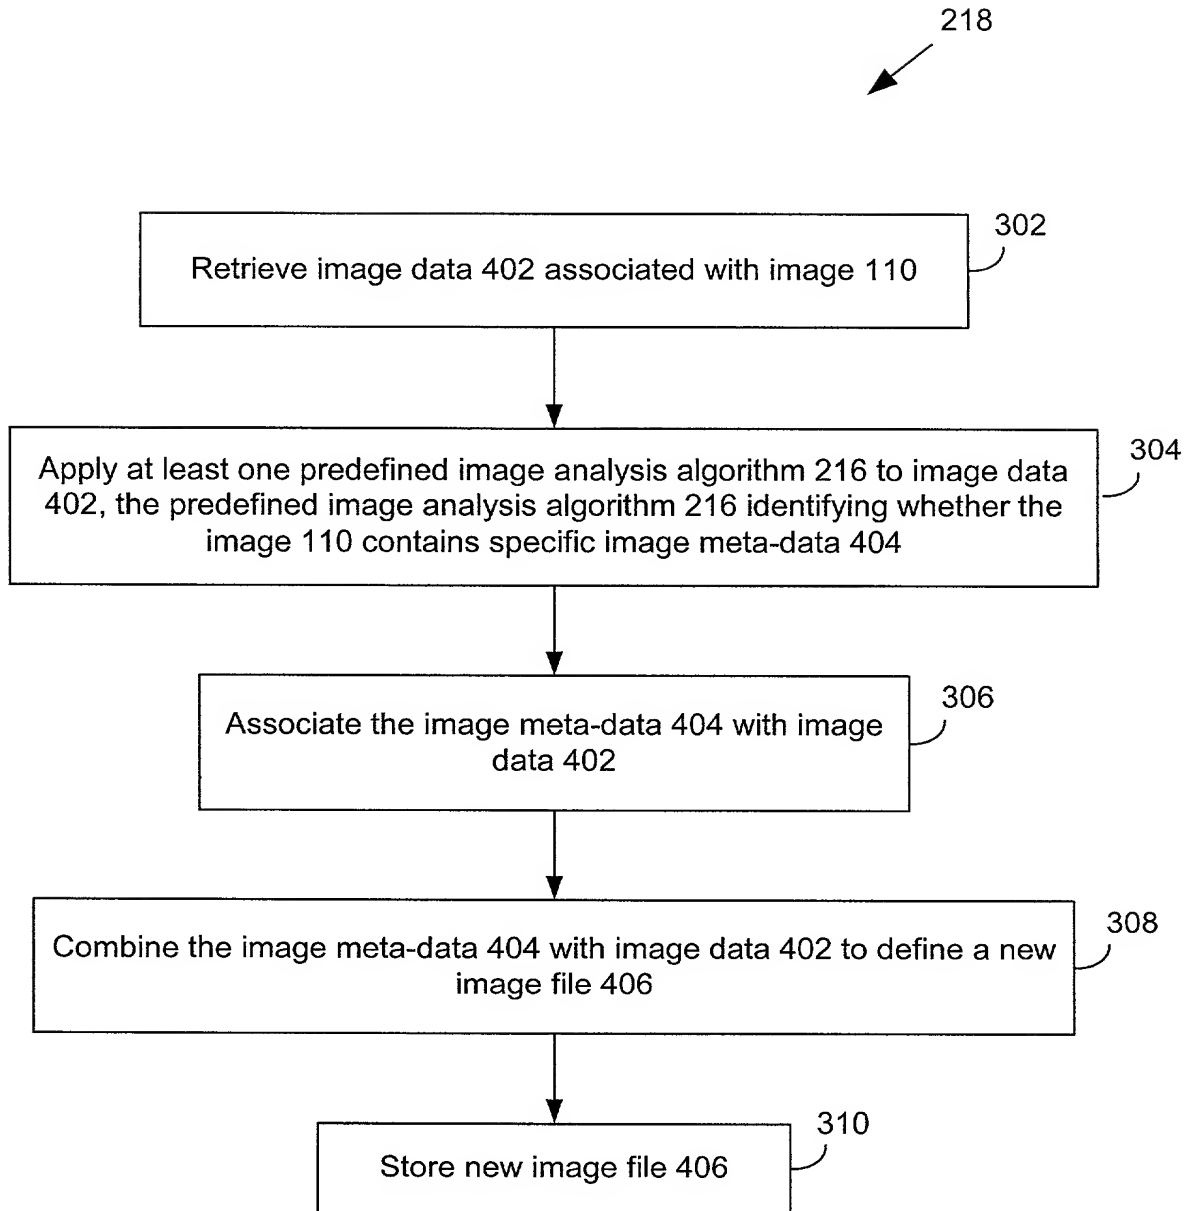 218
302
Retrieve image data 402 associated with image 110
304
Apply at least one predefined image analysis algorithm 216 to image data
402, the predefined image analysis algorithm 216 identifying whether the
image 110 contains specific image meta-data 404
306
Associate the image meta-data 404 with image
data 402
308
Combine the image meta-data 404 with image data 402 to define a new
image file 406
310
Store new image file 406